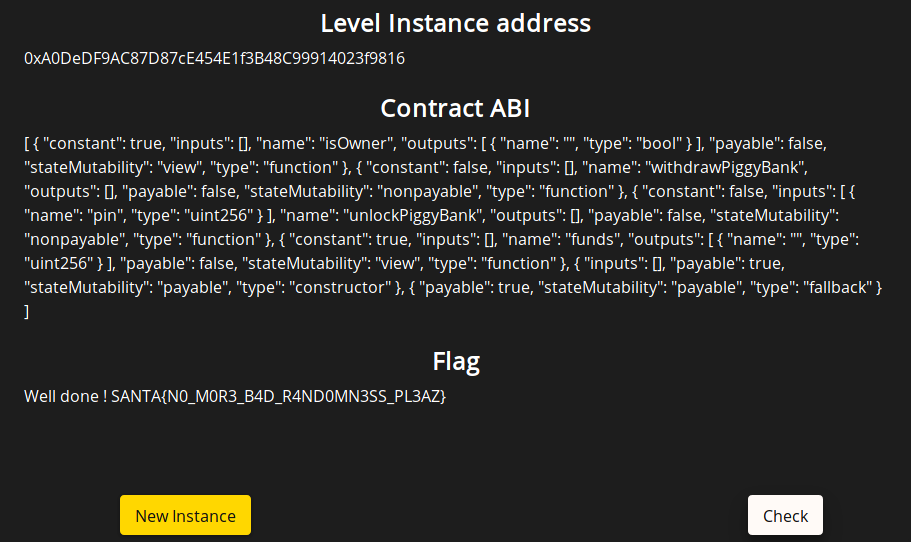 Level Instance address
0xA0DeDF9AC87D87cE454E1f3B48C99914023f9816
Contract ABI
[ { "constant": true, "inputs": [], "name": "isOwner", "outputs": [ { "name": "", "type": "bool" } ], "payable": false,
"stateMutability": "view", "type": "function" }, { "constant": false, "inputs": [], "name": "withdrawPiggyBank",
"outputs": [], "payable": false, "stateMutability": "nonpayable", "type": "function" }, { "constant": false, "inputs": [ {
"name": "pin", "type": "uint256" } ], "name": "unlockPiggyBank", "outputs": [], "payable": false, "stateMutability":
"nonpayable", "type": "function" }, { "constant": true, "inputs": [], "name": "funds", "outputs": [ { "name": "", "type":
"uint256" } ], "payable": false, "stateMutability": "view", "type": "function" }, { "inputs": [], "payable": true,
"stateMutability": "payable", "type": "constructor" }, { "payable": true, "stateMutability": "payable", "type": "fallback" }
]
Flag
Well done ! SANTA{N0_M0R3_B4D_R4ND0MN3SS_PL3AZ}
New Instance
Check